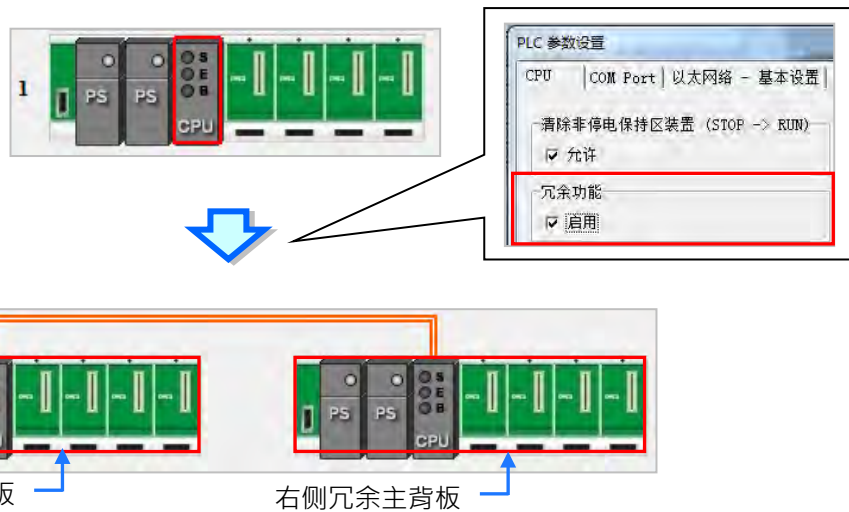 PLC 参数设置
CPU COM Port 以太网络 - 基本设置
清除非停电保持区装置 (STOP -> RUN)
允许
冗余功能
启用
1
PS PS CPU
S
E
B
PS PS CPU
S
E
B
板
右侧冗余主背板